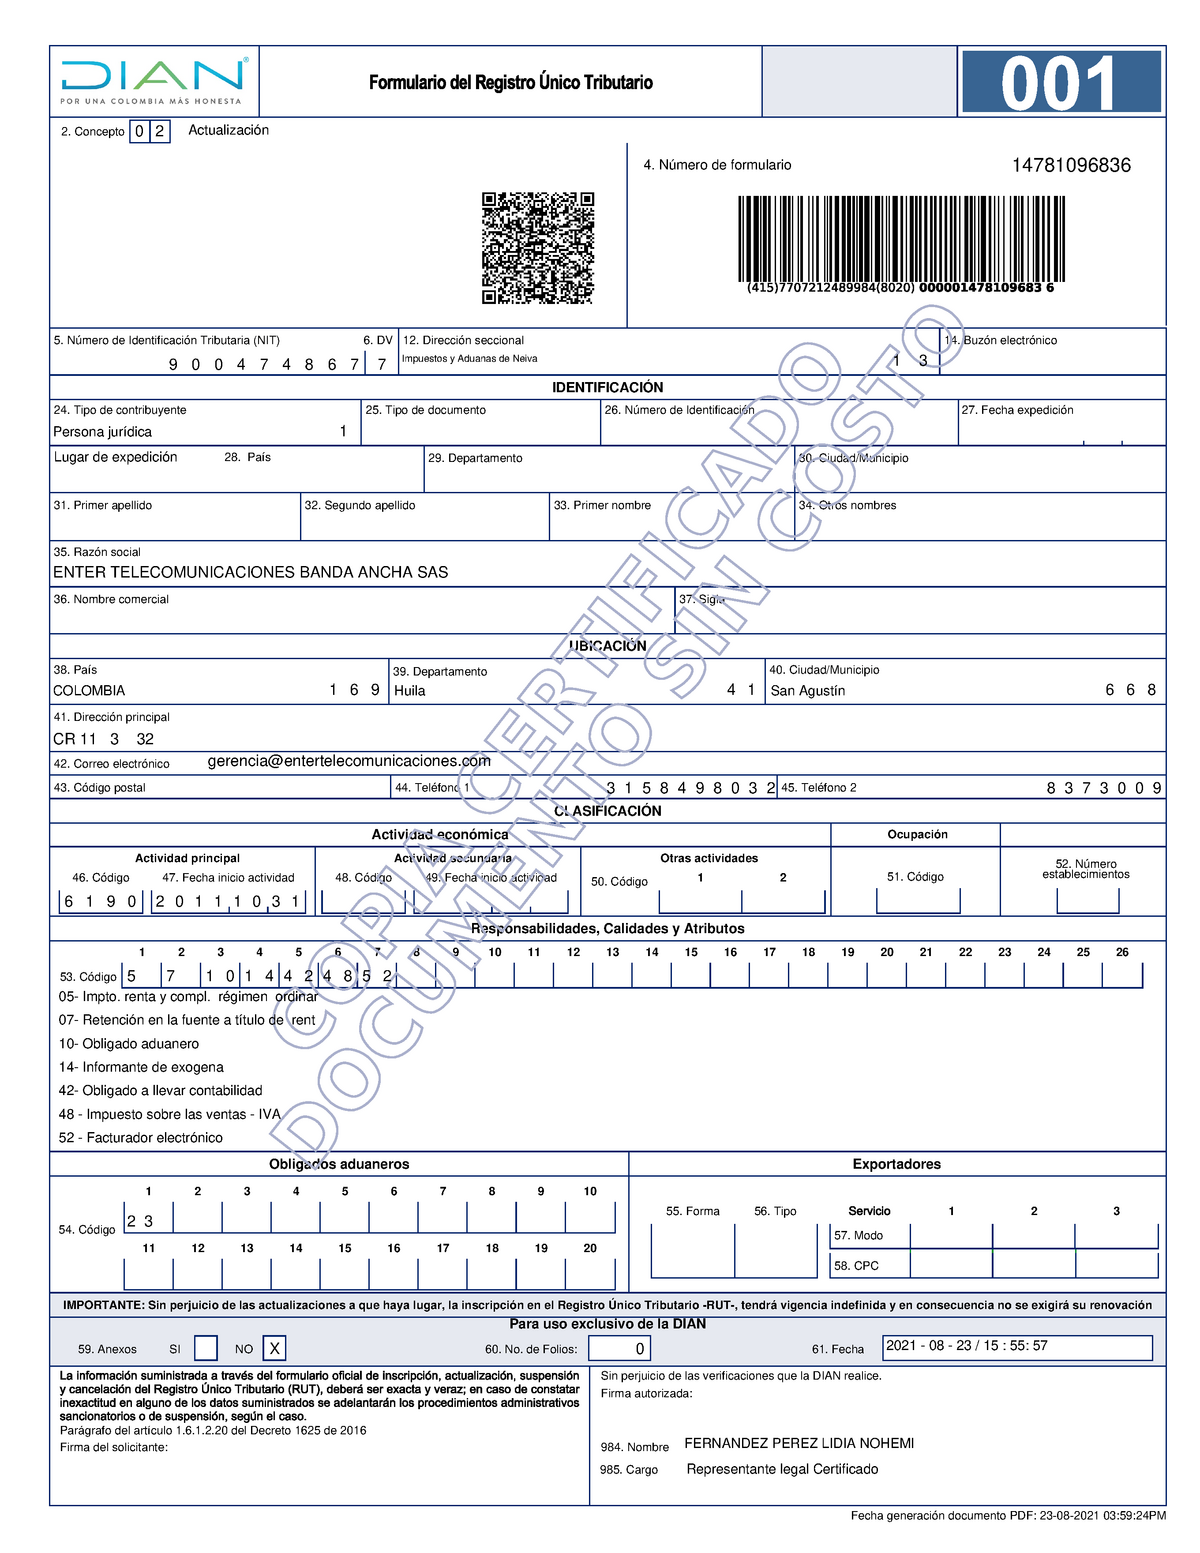 DIAN®
POR UNA COLOMBIA MÁS HONESTA
Formulario del Registro Único Tributario
001
2. Concepto 0 2 Actualización
4. Número de formulario 14781096836
(415)7707212489984(8020) 000001478109683 6
5. Número de Identificación Tributaria (NIT) 6. DV 12. Dirección seccional 14. Buzón electrónico
9 0 0 4 7 4 8 6 7 7 Impuestos y Aduanas de Neiva 1 3
IDENTIFICACIÓN
24. Tipo de contribuyente 25. Tipo de documento 26. Número de Identificación 27. Fecha expedición
Persona jurídica 1
Lugar de expedición 28. País 29. Departamento 30. Ciudad/Municipio
31. Primer apellido 32. Segundo apellido 33. Primer nombre 34. Otros nombres
35. Razón social
ENTER TELECOMUNICACIONES BANDA ANCHA SAS
36. Nombre comercial 37. Sigla
UBICACIÓN
38. País 39. Departamento 40. Ciudad/Municipio
COLOMBIA 1 6 9 Huila 4 1 San Agustín 6 6 8
41. Dirección principal
CR 11 3 32
42. Correo electrónico gerencia@entertelecomunicaciones.com
43. Código postal 44. Teléfono 1 3 1 5 8 4 9 8 0 3 2 45. Teléfono 2 8 3 7 3 0 0 9
CLASIFICACIÓN
Actividad económica Ocupación
Actividad principal Actividad secundaria Otras actividades 52. Número
establecimientos
46. Código 47. Fecha inicio actividad 48. Código 49. Fecha inicio actividad 50. Código 1 2 51. Código
6 1 9 0 2 0 1 1 1 0 3 1
Responsabilidades, Calidades y Atributos
1 2 3 4 5 6 7 8 9 10 11 12 13 14 15 16 17 18 19 20 21 22 23 24 25 26
53. Código 5 7 1 0 1 4 4 2 4 8 5 2
05- Impto. renta y compl. régimen ordinar
07- Retención en la fuente a título de rent
10- Obligado aduanero
14- Informante de exogena
42- Obligado a llevar contabilidad
48 - Impuesto sobre las ventas - IVA
52 - Facturador electrónico
COPIA CERTIFICADO
DOCUMENTO SIN COSTO
Obligados aduaneros Exportadores
1 2 3 4 5 6 7 8 9 10
54. Código 2 3
11 12 13 14 15 16 17 18 19 20
55. Forma 56. Tipo Servicio 1 2 3
57. Modo
58. CPC
IMPORTANTE: Sin perjuicio de las actualizaciones a que haya lugar, la inscripción en el Registro Único Tributario -RUT-, tendrá vigencia indefinida y en consecuencia no se exigirá su renovación
Para uso exclusivo de la DIAN
59. Anexos SI NO X 60. No. de Folios: 0 61. Fecha 2021 - 08 - 23 / 15 : 55: 57
La información suministrada a través del formulario oficial de inscripción, actualización, suspensión
y cancelación del Registro Único Tributario (RUT), deberá ser exacta y veraz; en caso de constatar
inexactitud en alguno de los datos suministrados se adelantarán los procedimientos administrativos
sancionatorios o de suspensión, según el caso.
Parágrafo del articulo 1.6.1.2.20 del Decreto 1625 de 2016
Firma del solicitante:
Sin perjuicio de las verificaciones que la DIAN realice.
Firma autorizada:
984. Nombre FERNANDEZ PEREZ LIDIA NOHEMI
985. Cargo Representante legal Certificado
Fecha generación documento PDF: 23-08-2021 03:59:24PM